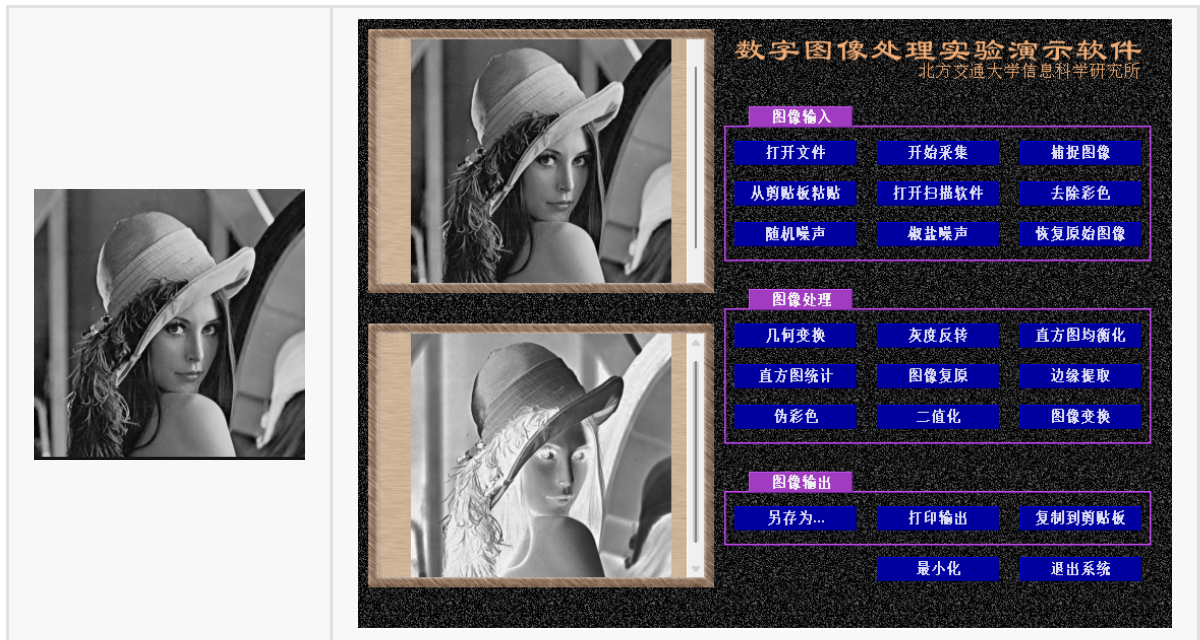 数字图像处理实验演示软件
北方交通大学信息科学研究所
图像输入
打开文件 开始采集 捕捉图像
从剪贴板粘贴 打开扫描软件 去除彩色
随机噪声 椒盐噪声 恢复原始图像
图像处理
几何变换 灰度反转 直方图均衡化
直方图统计 图像复原 边缘提取
伪彩色 二值化 图像变换
图像输出
另存为... 打印输出 复制到剪贴板
最小化 退出系统